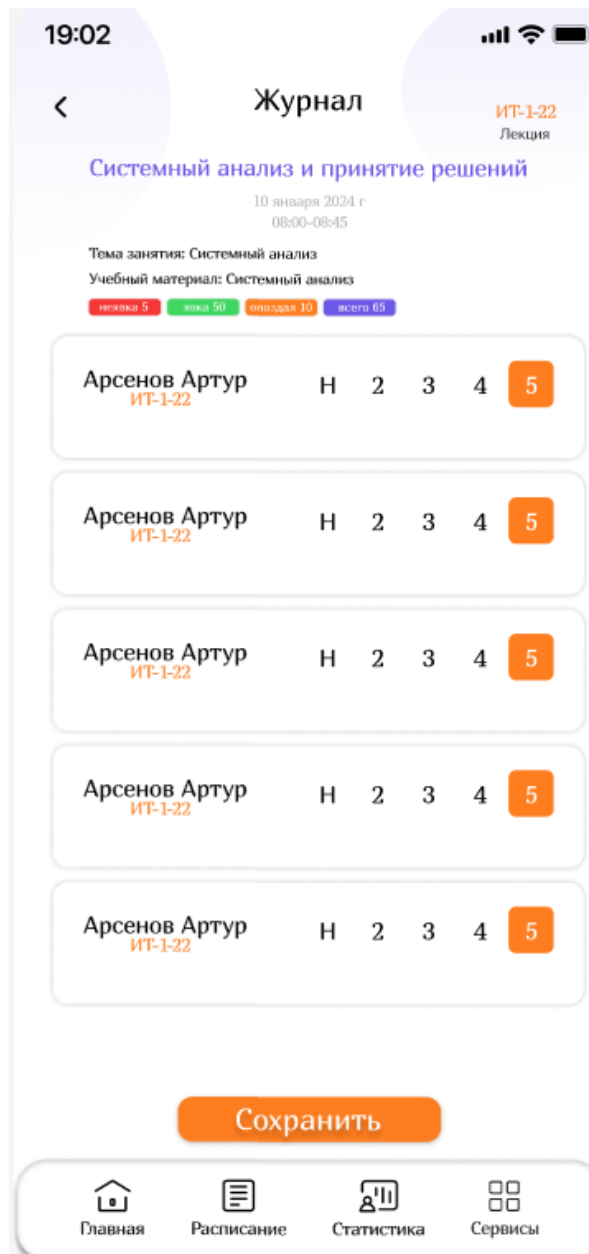 19:02
Журнал
ИТ-1-22
Лекция
Системный анализ и принятие решений
10 января 2024 г
08:00-08:45
Тема занятия: Системный анализ
Учебный материал: Системный анализ
неявка 5 явка 50 опоздал 10 всего 65
Арсенов Артур Н 2 3 4 5
ИТ-1-22
Арсенов Артур Н 2 3 4 5
ИТ-1-22
Арсенов Артур Н 2 3 4 5
ИТ-1-22
Арсенов Артур Н 2 3 4 5
ИТ-1-22
Арсенов Артур Н 2 3 4 5
ИТ-1-22
Сохранить
Главная Расписание Статистика Сервисы